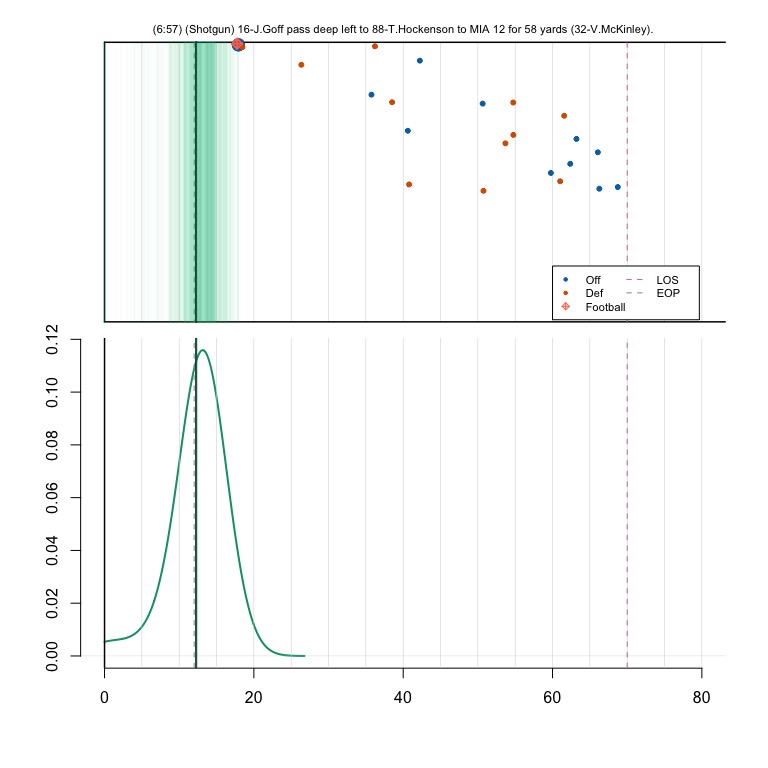 (6:57) (Shotgun) 16-J.Goff pass deep left to 88-T.Hockenson to MIA 12 for 58 yards (32-V.McKinley).
Off LOS
Def EOP
Football
0.12
0.10
0.08
0.06
0.04
0.02
0.00
0 20 40 60 80